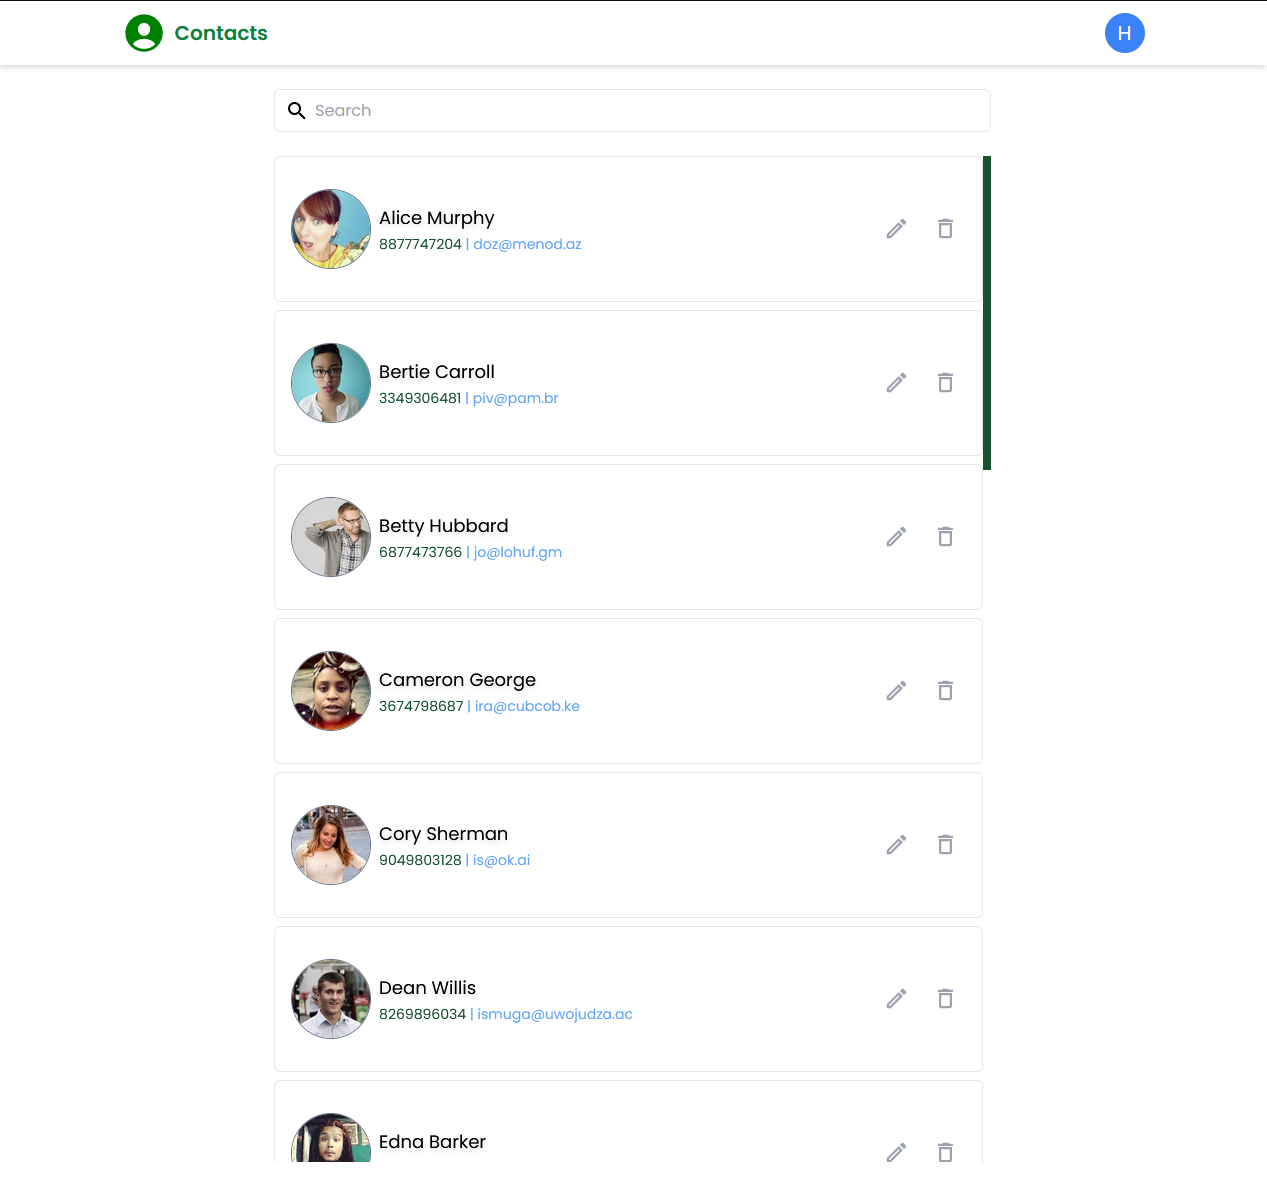 Contacts
H
Search
Alice Murphy
8877747204 | doz@menod.az
Bertie Carroll
3349306481 | piv@pam.br
Betty Hubbard
6877473766 | jo@lohuf.gm
Cameron George
3674798687 | ira@cubcob.ke
Cory Sherman
9049803128 | is@ok.ai
Dean Willis
8269896034 | ismuga@uwojudza.ac
Edna Barker